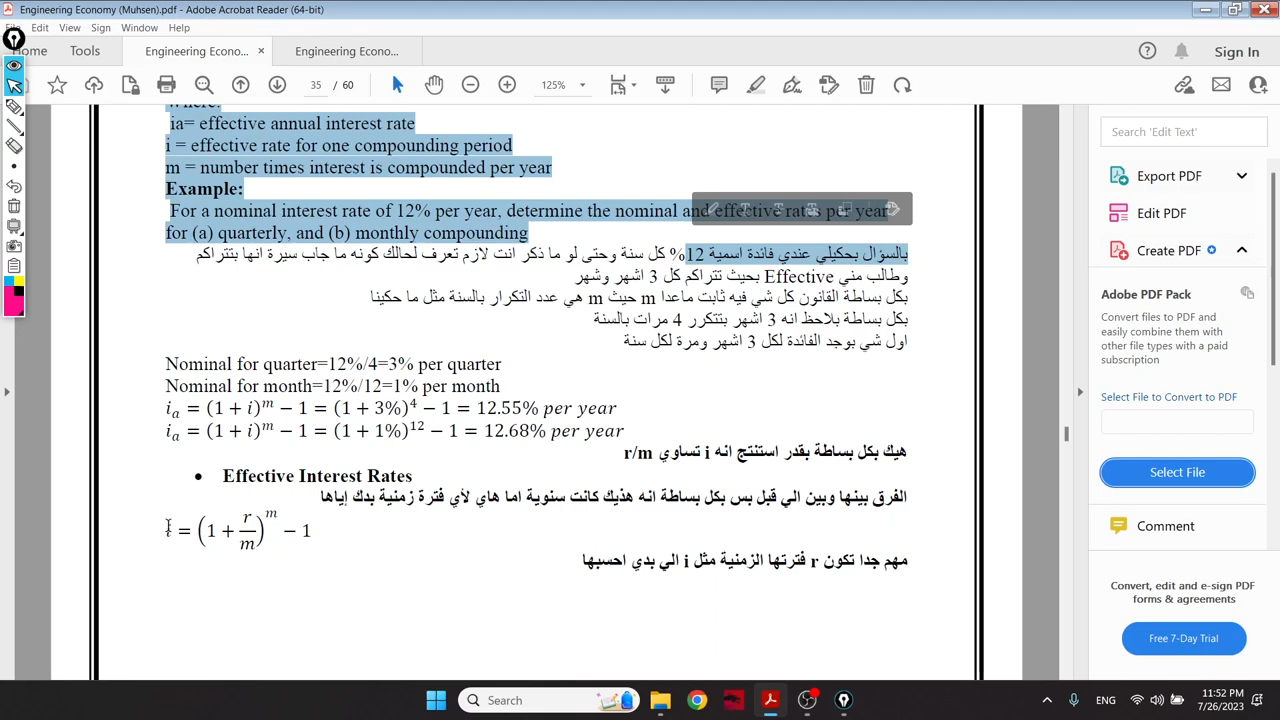 Engineering Economy (Muhsen).pdf - Adobe Acrobat Reader (64-bit)
File Edit View Sign Window Help
Home Tools Engineering Econo... × Engineering Econo... Sign In
35 / 60 125%
Where:
ia= effective annual interest rate
i = effective rate for one compounding period
m = number times interest is compounded per year
Example:
For a nominal interest rate of 12% per year, determine the nominal and effective rates per year
for (a) quarterly, and (b) monthly compounding
بالسؤال بحكيلي عندي فائدة اسمية 12% كل سنة وحتى لو ما ذكر انت لازم تعرف لحالك كونه ما جاب سيرة انها بتتراكم
وطالب مني Effective بحيث تتراكم كل 3 اشهر وشهر
بكل بساطة القانون كل شي فيه ثابت ماعدا m حيث m هي عدد التكرار بالسنة مثل ما حكينا
بكل بساطة بلاحظ انه 3 اشهر بتتكرر 4 مرات بالسنة
اول شي بوجد الفائدة لكل 3 اشهر ومرة لكل سنة
Nominal for quarter=12%/4=3% per quarter
Nominal for month=12%/12=1% per month
iₐ = (1 + i)ᵐ − 1 = (1 + 3%)⁴ − 1 = 12.55% per year
iₐ = (1 + i)ᵐ − 1 = (1 + 1%)¹² − 1 = 12.68% per year
هيك بكل بساطة بقدر استنتج انه i تساوي r/m
• Effective Interest Rates
الفرق بينها وبين الي قبل بس بكل بساطة انه هذيك كانت سنوية اما هاي لأي فترة زمنية بدك إياها
i = (1 + r/m)ᵐ − 1
مهم جدا تكون r فترتها الزمنية مثل i الي بدي احسبها
Search 'Edit Text'
Export PDF
Edit PDF
Create PDF
Adobe PDF Pack
Convert files to PDF and
easily combine them with
other file types with a paid
subscription
Select File to Convert to PDF
Select File
Comment
Convert, edit and e-sign PDF
forms & agreements
Free 7-Day Trial
Search
ENG
11:52 PM
7/26/2023